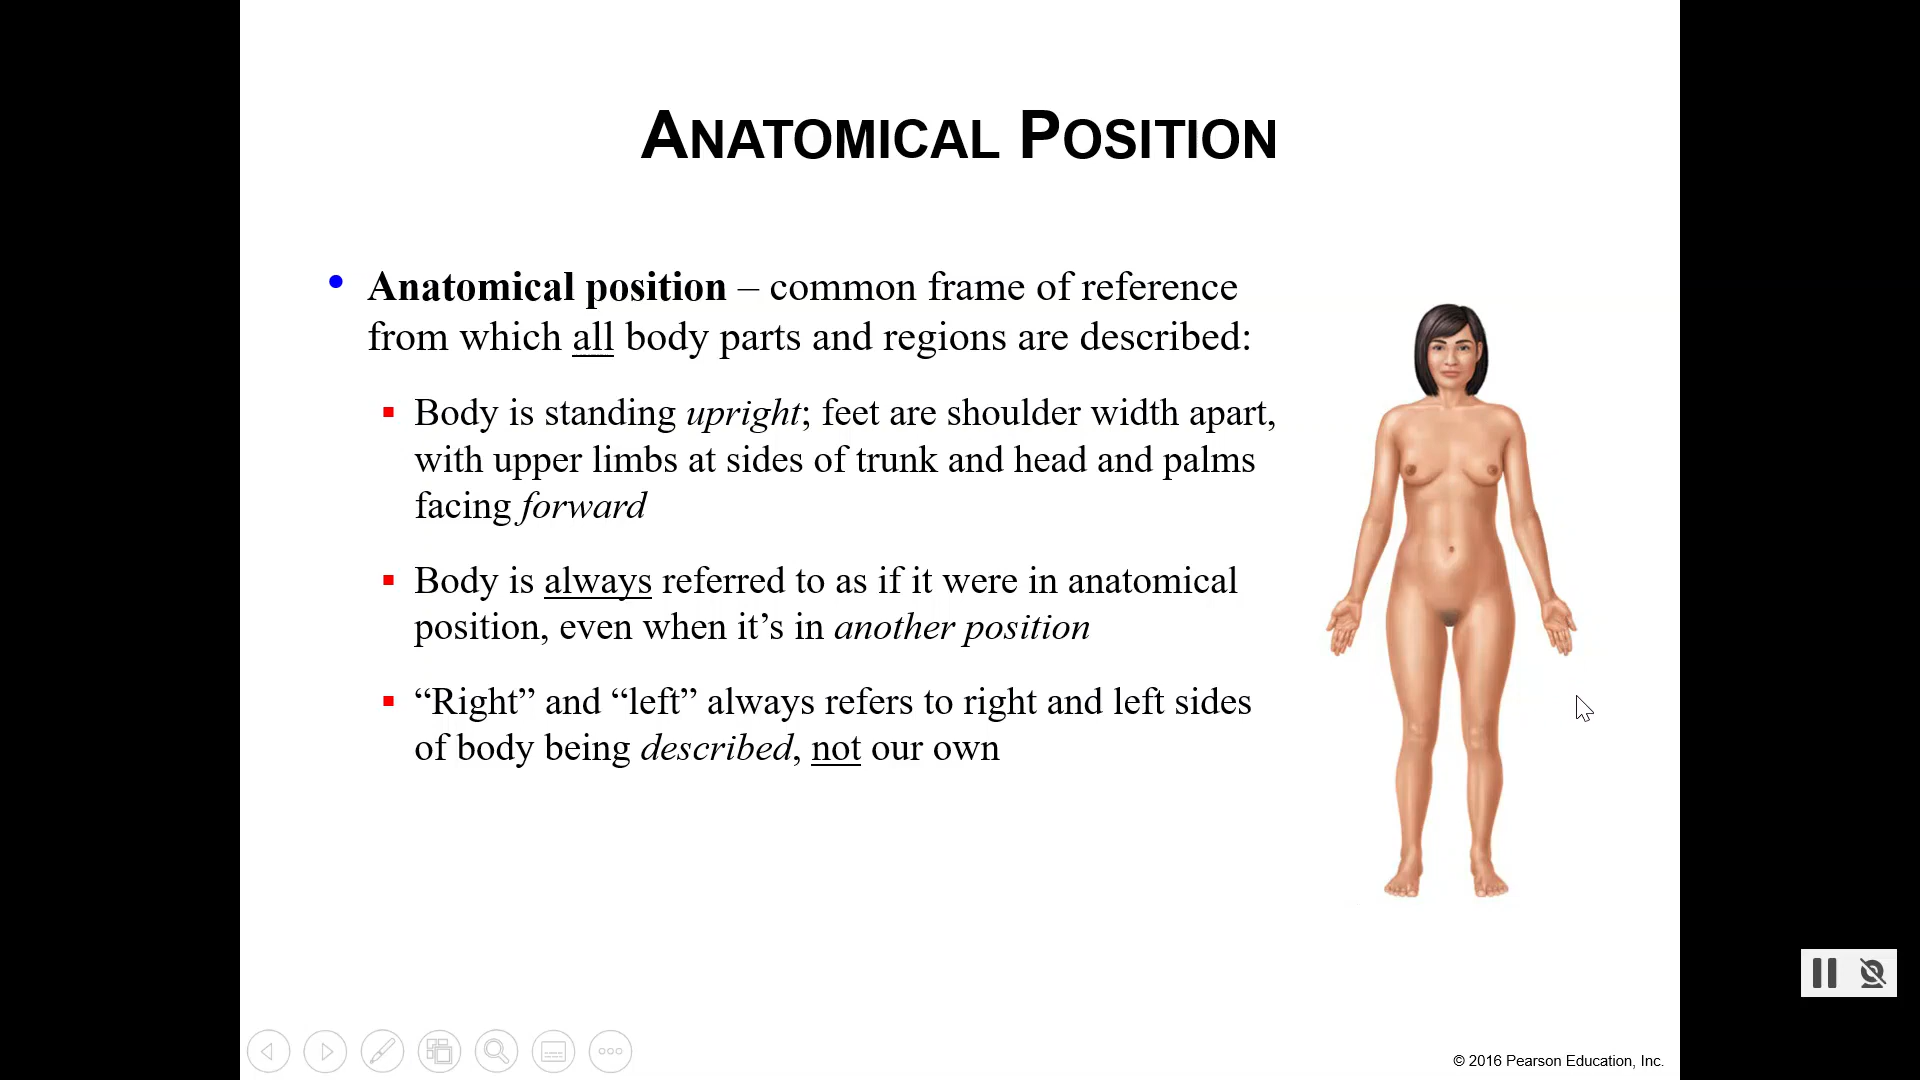 ANATOMICAL POSITION
• Anatomical position – common frame of reference
from which all body parts and regions are described:
▪ Body is standing upright; feet are shoulder width apart,
with upper limbs at sides of trunk and head and palms
facing forward
▪ Body is always referred to as if it were in anatomical
position, even when it’s in another position
▪ “Right” and “left” always refers to right and left sides
of body being described, not our own
© 2016 Pearson Education, Inc.